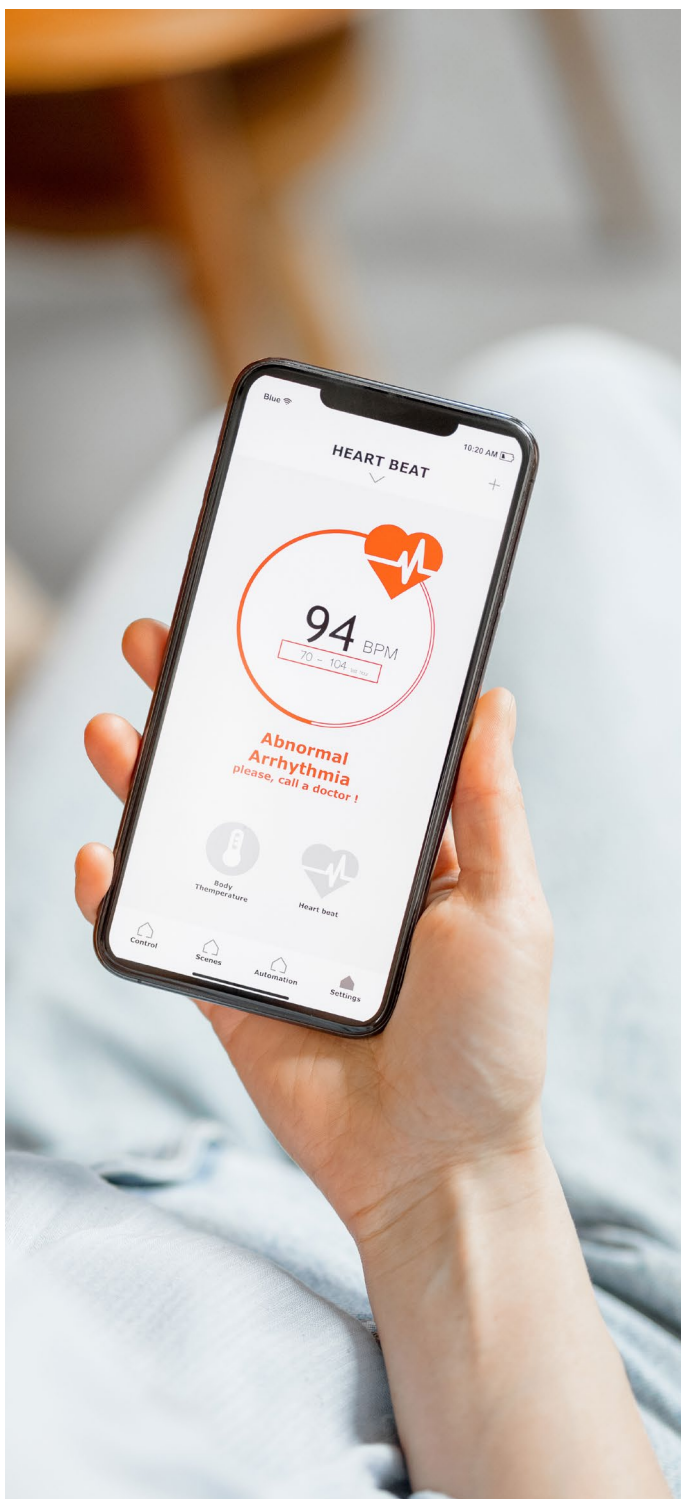 Blue
10:20 AM
HEART BEAT
+
94 BPM
70 - 104
Abnormal
Arrhythmia
please, call a doctor !
Body
Themperature
Heart beat
Control
Scenes
Automation
Settings